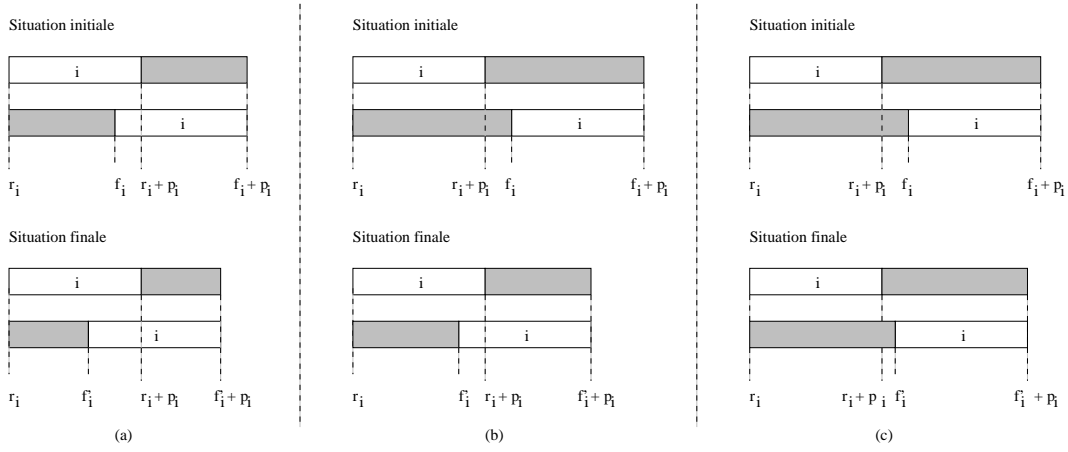 Situation initiale
i
i
r_i f_i r_i + p_i f_i + p_i
Situation finale
i
i
r_i f'_i r_i + p_i f'_i + p_i
(a)
Situation initiale
i
i
r_i r_i + p_i f_i f_i + p_i
Situation finale
i
i
r_i f'_i r_i + p_i f'_i + p_i
(b)
Situation initiale
i
i
r_i r_i + p_i f_i f_i + p_i
Situation finale
i
i
r_i r_i + p_i f'_i f'_i + p_i
(c)